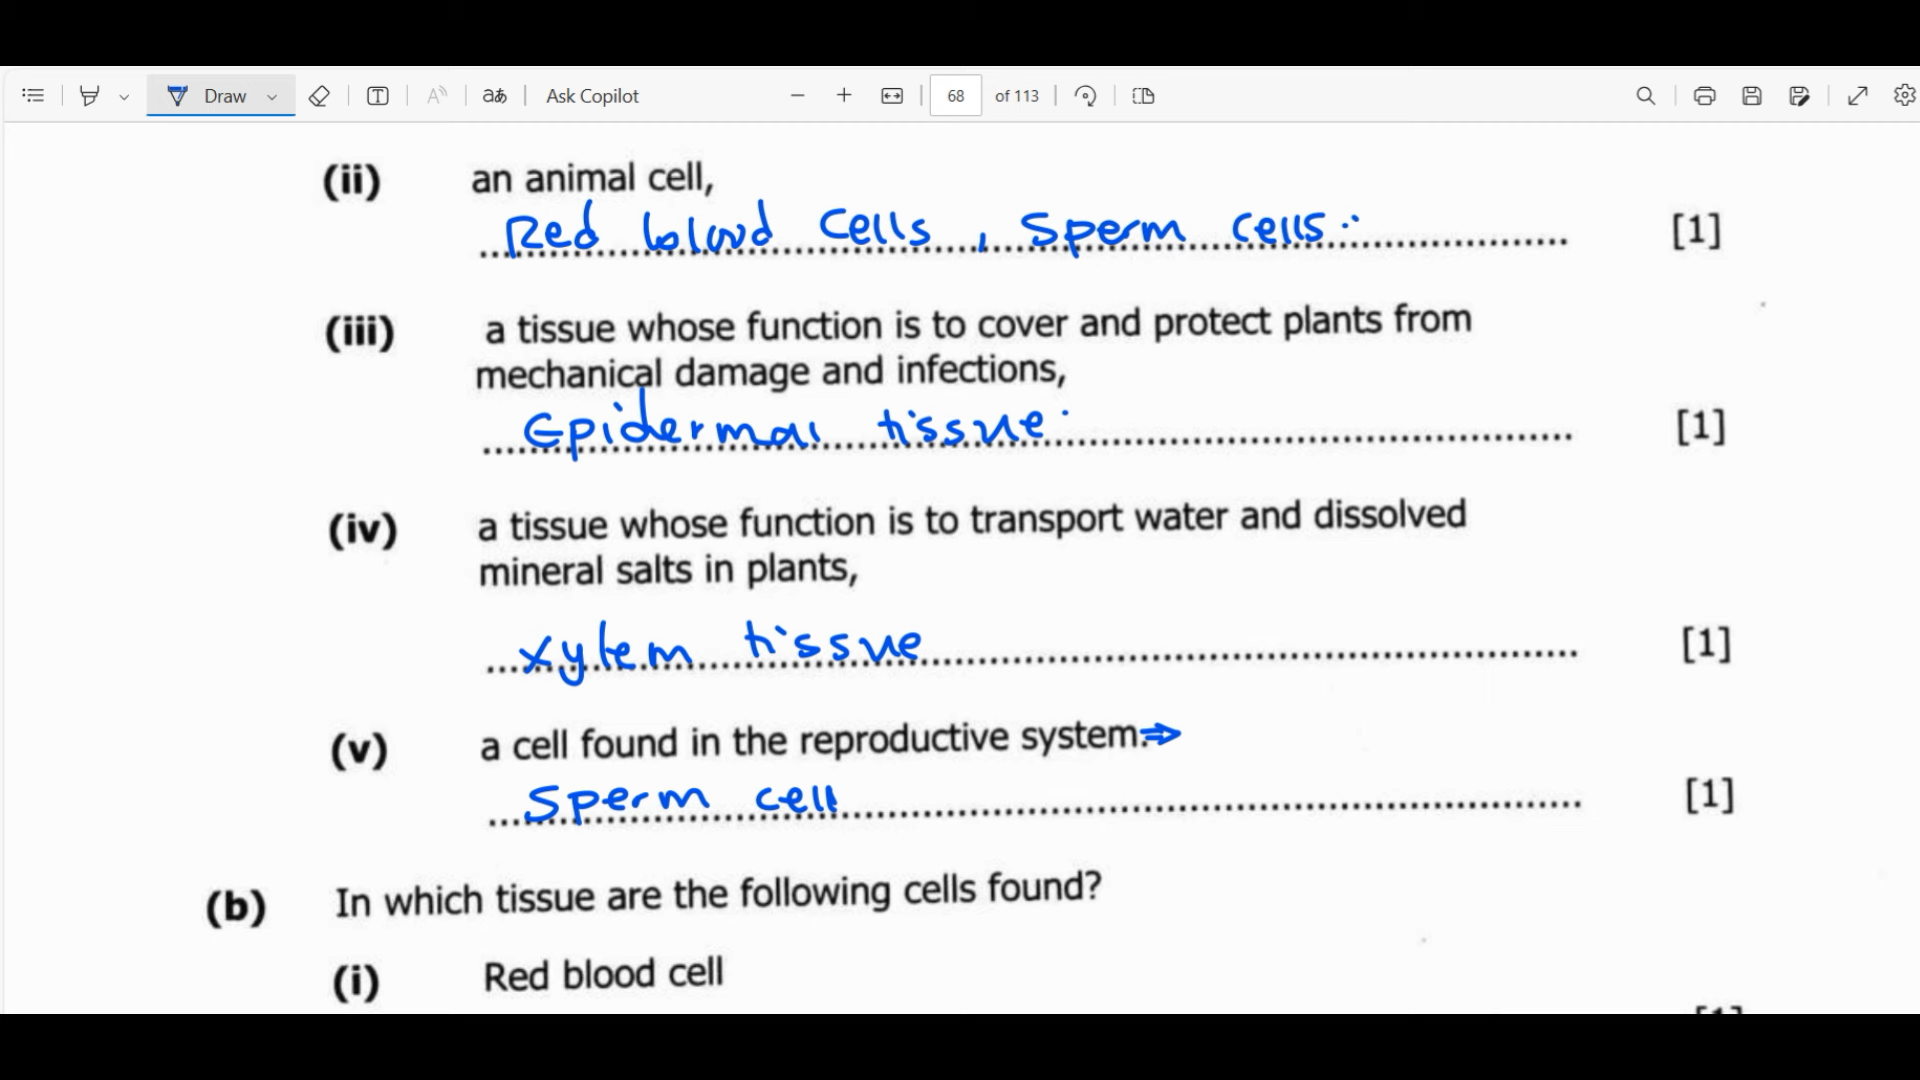 Draw
aあ
Ask Copilot
68 of 113
(ii) an animal cell,
Red blood cells, Sperm cells. [1]
(iii) a tissue whose function is to cover and protect plants from
mechanical damage and infections,
Epidermal tissue. [1]
(iv) a tissue whose function is to transport water and dissolved
mineral salts in plants,
xylem tissue [1]
(v) a cell found in the reproductive system.⇒
Sperm cell [1]
(b) In which tissue are the following cells found?
(i) Red blood cell
[1]